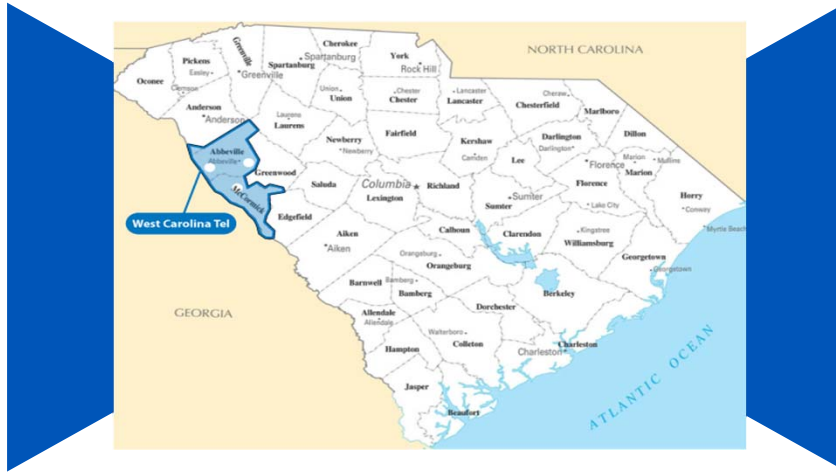 NORTH CAROLINA
Cherokee
Spartanburg
Spartanburg
York
Rock Hill
Greenville
Greenville
Pickens
Easley
Oconee
Clemson
Union
Union
Chester
Chester
Lancaster
Lancaster
Chesterfield
Cheraw
Marlboro
Anderson
Anderson
Laurens
Laurens
Newberry
Newberry
Fairfield
Kershaw
Camden
Lee
Darlington
Darlington
Dillon
Marion
Marion
Mullins
Florence
Florence
Abbeville
Abbeville
Greenwood
McCormick
Saluda
Columbia
Richland
Lexington
Sumter
Sumter
Lake City
Horry
Conway
Myrtle Beach
West Carolina Tel
Edgefield
Aiken
Aiken
Calhoun
Clarendon
Kingstree
Williamsburg
Georgetown
Georgetown
Orangeburg
Orangeburg
Barnwell
Bamberg
Bamberg
Berkeley
Dorchester
GEORGIA
Allendale
Allendale
Walterboro
Colleton
Hampton
Charleston
Charleston
Jasper
Beaufort
ATLANTIC OCEAN